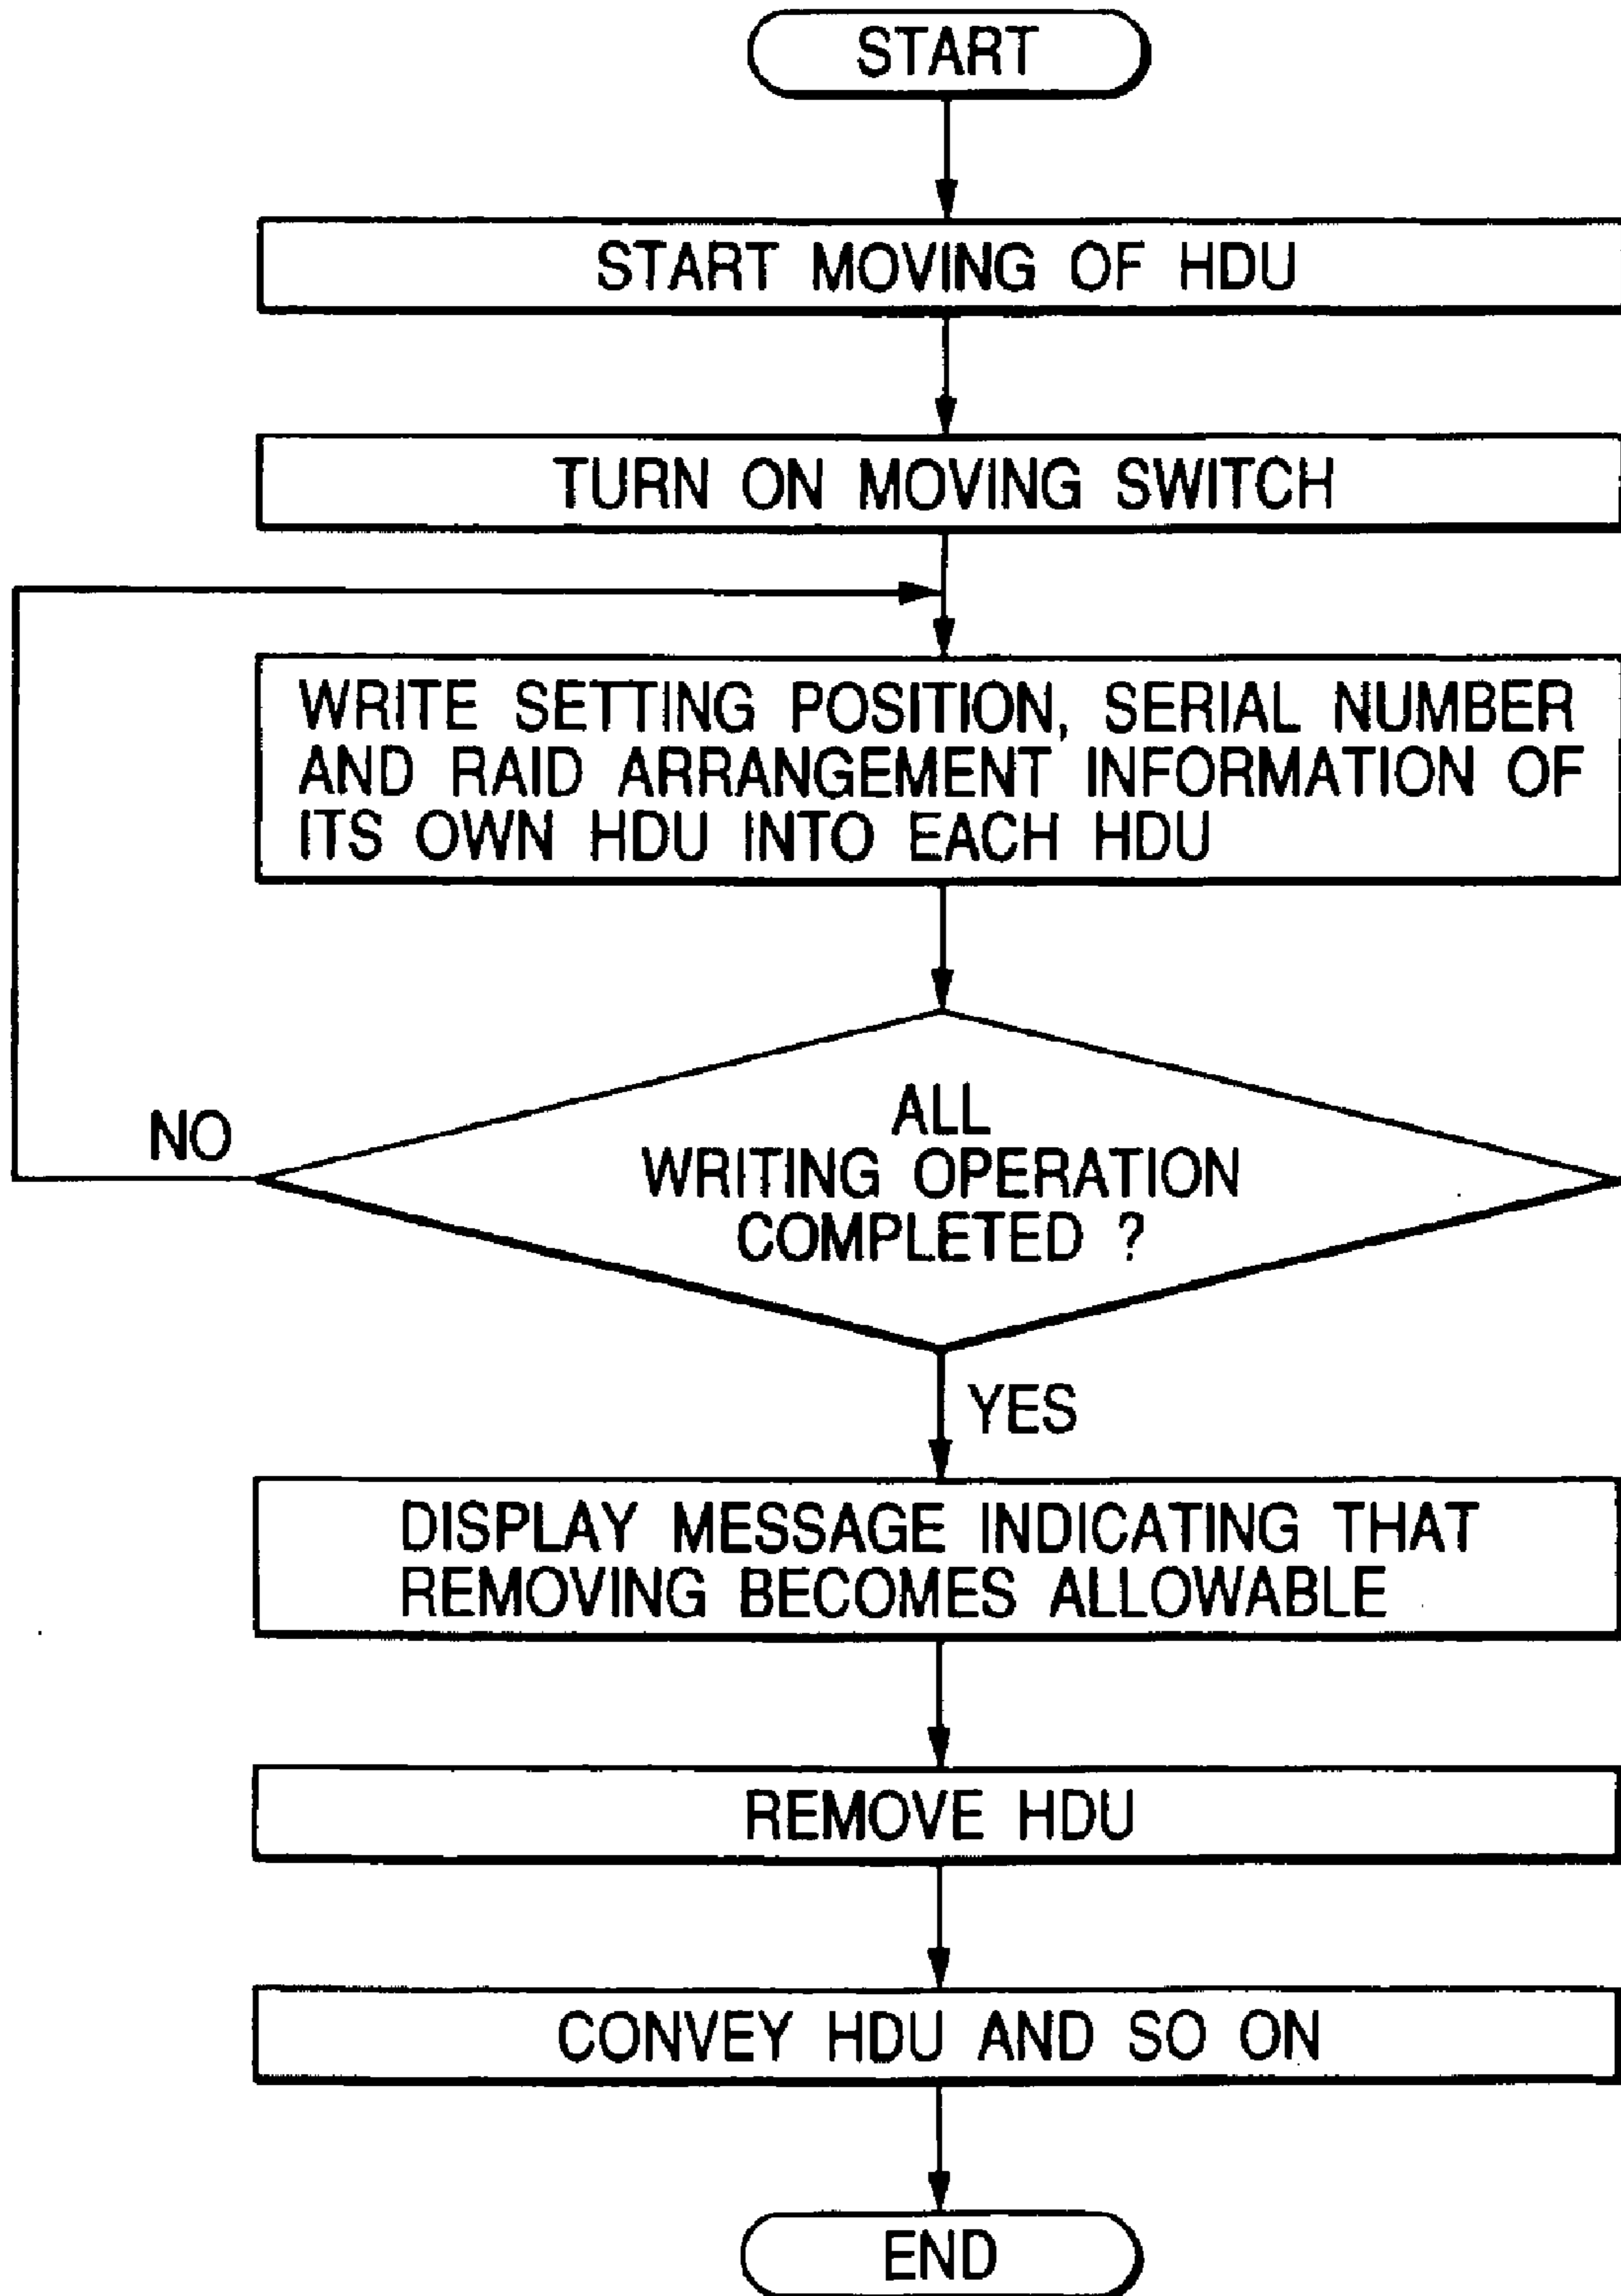 START
START MOVING OF HDU
TURN ON MOVING SWITCH
WRITE SETTING POSITION, SERIAL NUMBER
AND RAID ARRANGEMENT INFORMATION OF
ITS OWN HDU INTO EACH HDU
ALL
WRITING OPERATION
COMPLETED ?
NO
YES
DISPLAY MESSAGE INDICATING THAT
REMOVING BECOMES ALLOWABLE
REMOVE HDU
CONVEY HDU AND SO ON
END